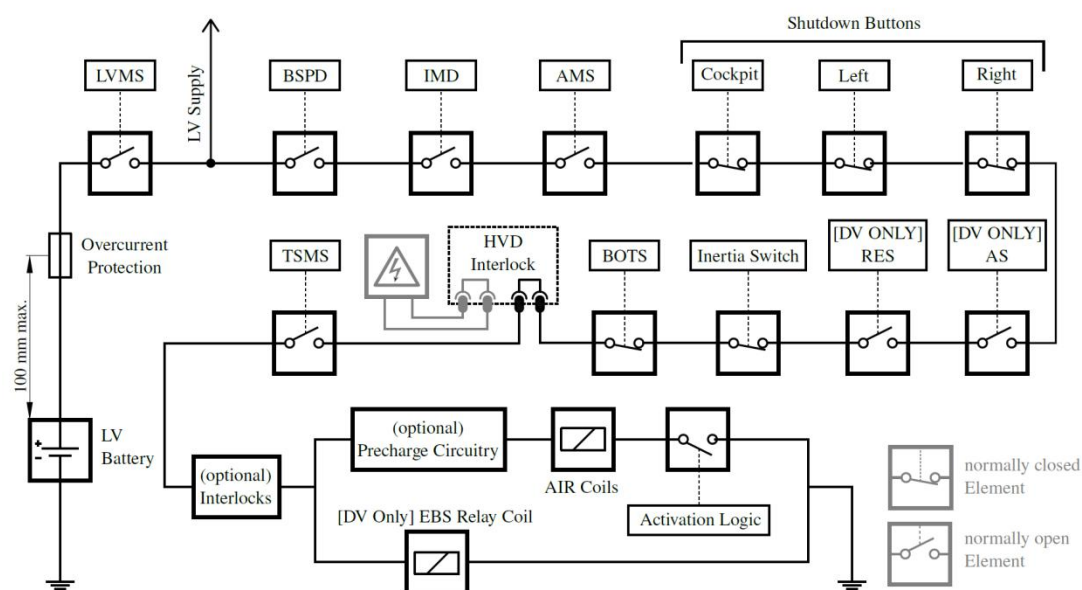 Shutdown Buttons
LVMS
LV Supply
BSPD
IMD
AMS
Cockpit
Left
Right
Overcurrent
Protection
100 mm max.
TSMS
HVD
Interlock
BOTS
Inertia Switch
[DV ONLY]
RES
[DV ONLY]
AS
+
-
LV
Battery
(optional)
Interlocks
(optional)
Precharge Circuitry
AIR Coils
Activation Logic
[DV Only] EBS Relay Coil
normally closed
Element
normally open
Element